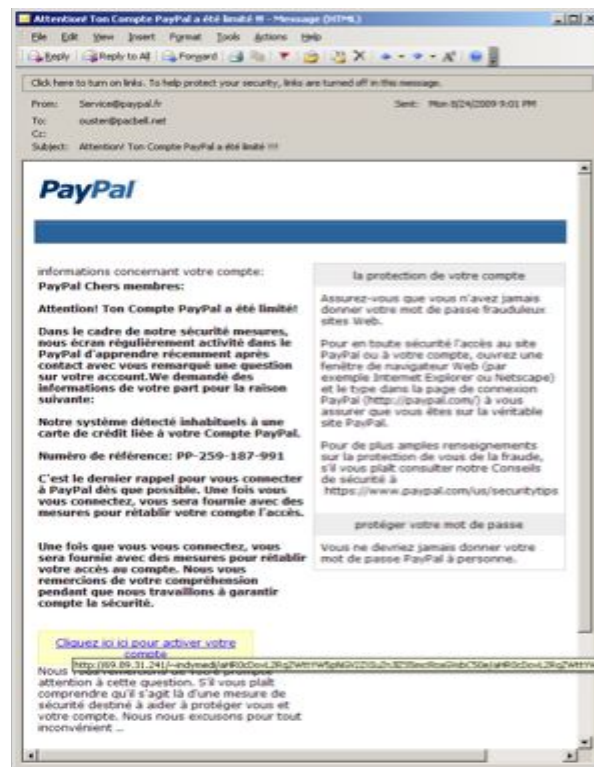 Attention! Ton Compte PayPal a été limité !!! - Message (HTML)
File Edit View Insert Format Tools Actions Help
Reply Reply to All Forward
Click here to turn on links. To help protect your security, links are turned off in this message.
From: Service@paypal.fr Sent: Mon 8/24/2009 9:01 PM
To: ouster@pacbell.net
Cc:
Subject: Attention! Ton Compte PayPal a été limité !!!
PayPal
informations concernant votre compte:
PayPal Chers membres:
Attention! Ton Compte PayPal a été limité!
Dans le cadre de notre sécurité mesures,
nous écran régulièrement activité dans le
PayPal d'apprendre récemment après
contact avec vous remarqué une question
sur votre account.We demandé des
informations de votre part pour la raison
suivante:
Notre système détecté inhabituels à une
carte de crédit liée à votre Compte PayPal.
Numéro de référence: PP-259-187-991
C'est le dernier rappel pour vous connecter
à PayPal dès que possible. Une fois vous
vous connectez, vous sera fournie avec des
mesures pour rétablir votre compte l'accès.
Une fois que vous vous connectez, vous
sera fournie avec des mesures pour rétablir
votre accès au compte. Nous vous
remercions de votre compréhension
pendant que nous travaillons à garantir
compte la sécurité.
Cliquez ici ici pour activer votre
compte
Nous vous remercions de votre prompte
attention à cette question. S'il vous plaît
comprendre qu'il s'agit là d'une mesure de
sécurité destiné à aider à protéger vous et
votre compte. Nous nous excusons pour tout
inconvénient ...
la protection de votre compte
Assurez-vous que vous n'avez jamais
donner votre mot de passe frauduleux
sites Web.
Pour en toute sécurité l'accès au site
PayPal ou à votre compte, ouvrez une
fenêtre de navigateur Web (par
exemple Internet Explorer ou Netscape)
et le type dans la page de connexion
PayPal (http://paypal.com/) à vous
assurer que vous êtes sur la véritable
site PayPal.
Pour de plus amples renseignements
sur la protection de vous de la fraude,
s'il vous plaît consulter notre Conseils
de sécurité à
https://www.paypal.com/us/securitytips
protéger votre mot de passe
Vous ne devriez jamais donner votre
mot de passe PayPal à personne.